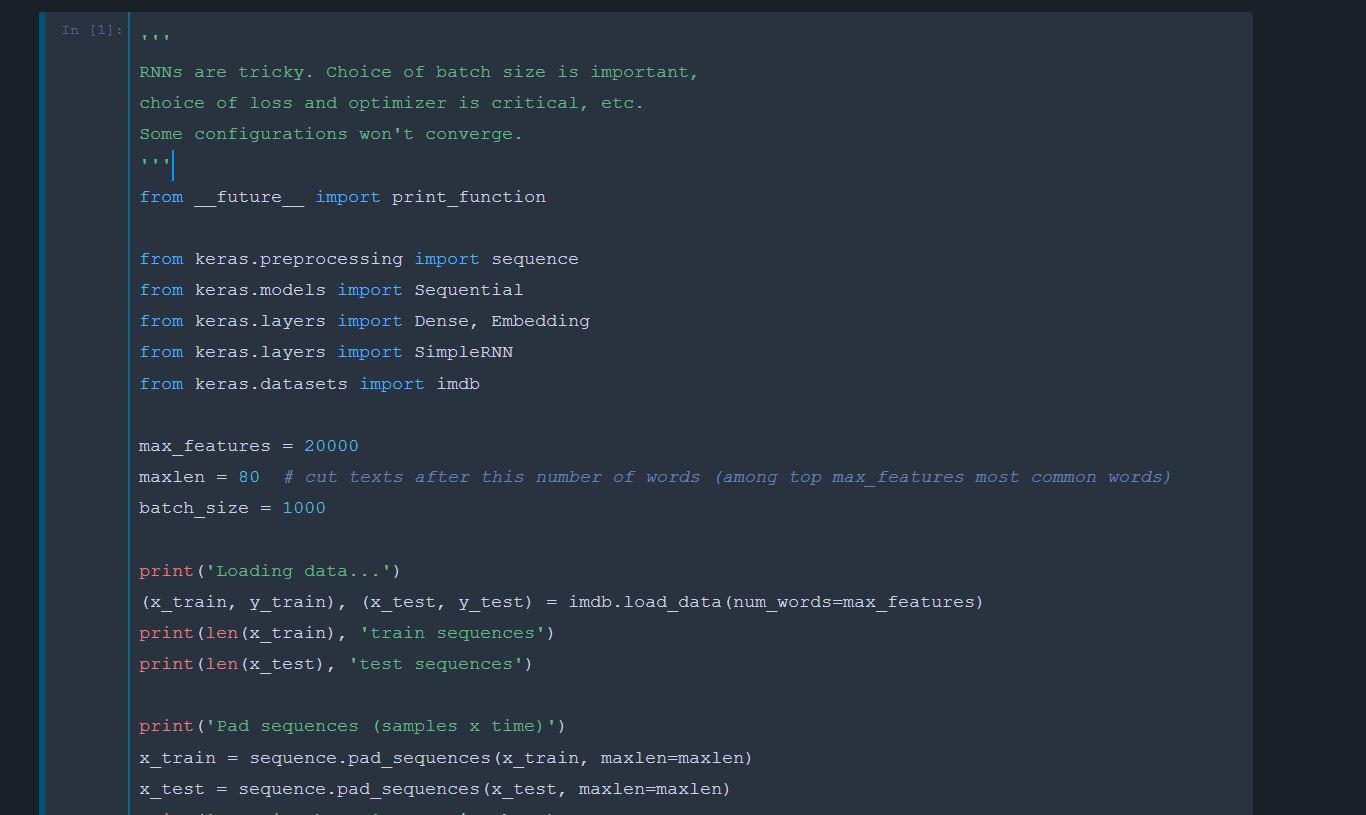 In [1]:
'''
RNNs are tricky. Choice of batch size is important,
choice of loss and optimizer is critical, etc.
Some configurations won't converge.
'''
from __future__ import print_function
from keras.preprocessing import sequence
from keras.models import Sequential
from keras.layers import Dense, Embedding
from keras.layers import SimpleRNN
from keras.datasets import imdb
max_features = 20000
maxlen = 80  # cut texts after this number of words (among top max_features most common words)
batch_size = 1000
print('Loading data...')
(x_train, y_train), (x_test, y_test) = imdb.load_data(num_words=max_features)
print(len(x_train), 'train sequences')
print(len(x_test), 'test sequences')
print('Pad sequences (samples x time)')
x_train = sequence.pad_sequences(x_train, maxlen=maxlen)
x_test = sequence.pad_sequences(x_test, maxlen=maxlen)